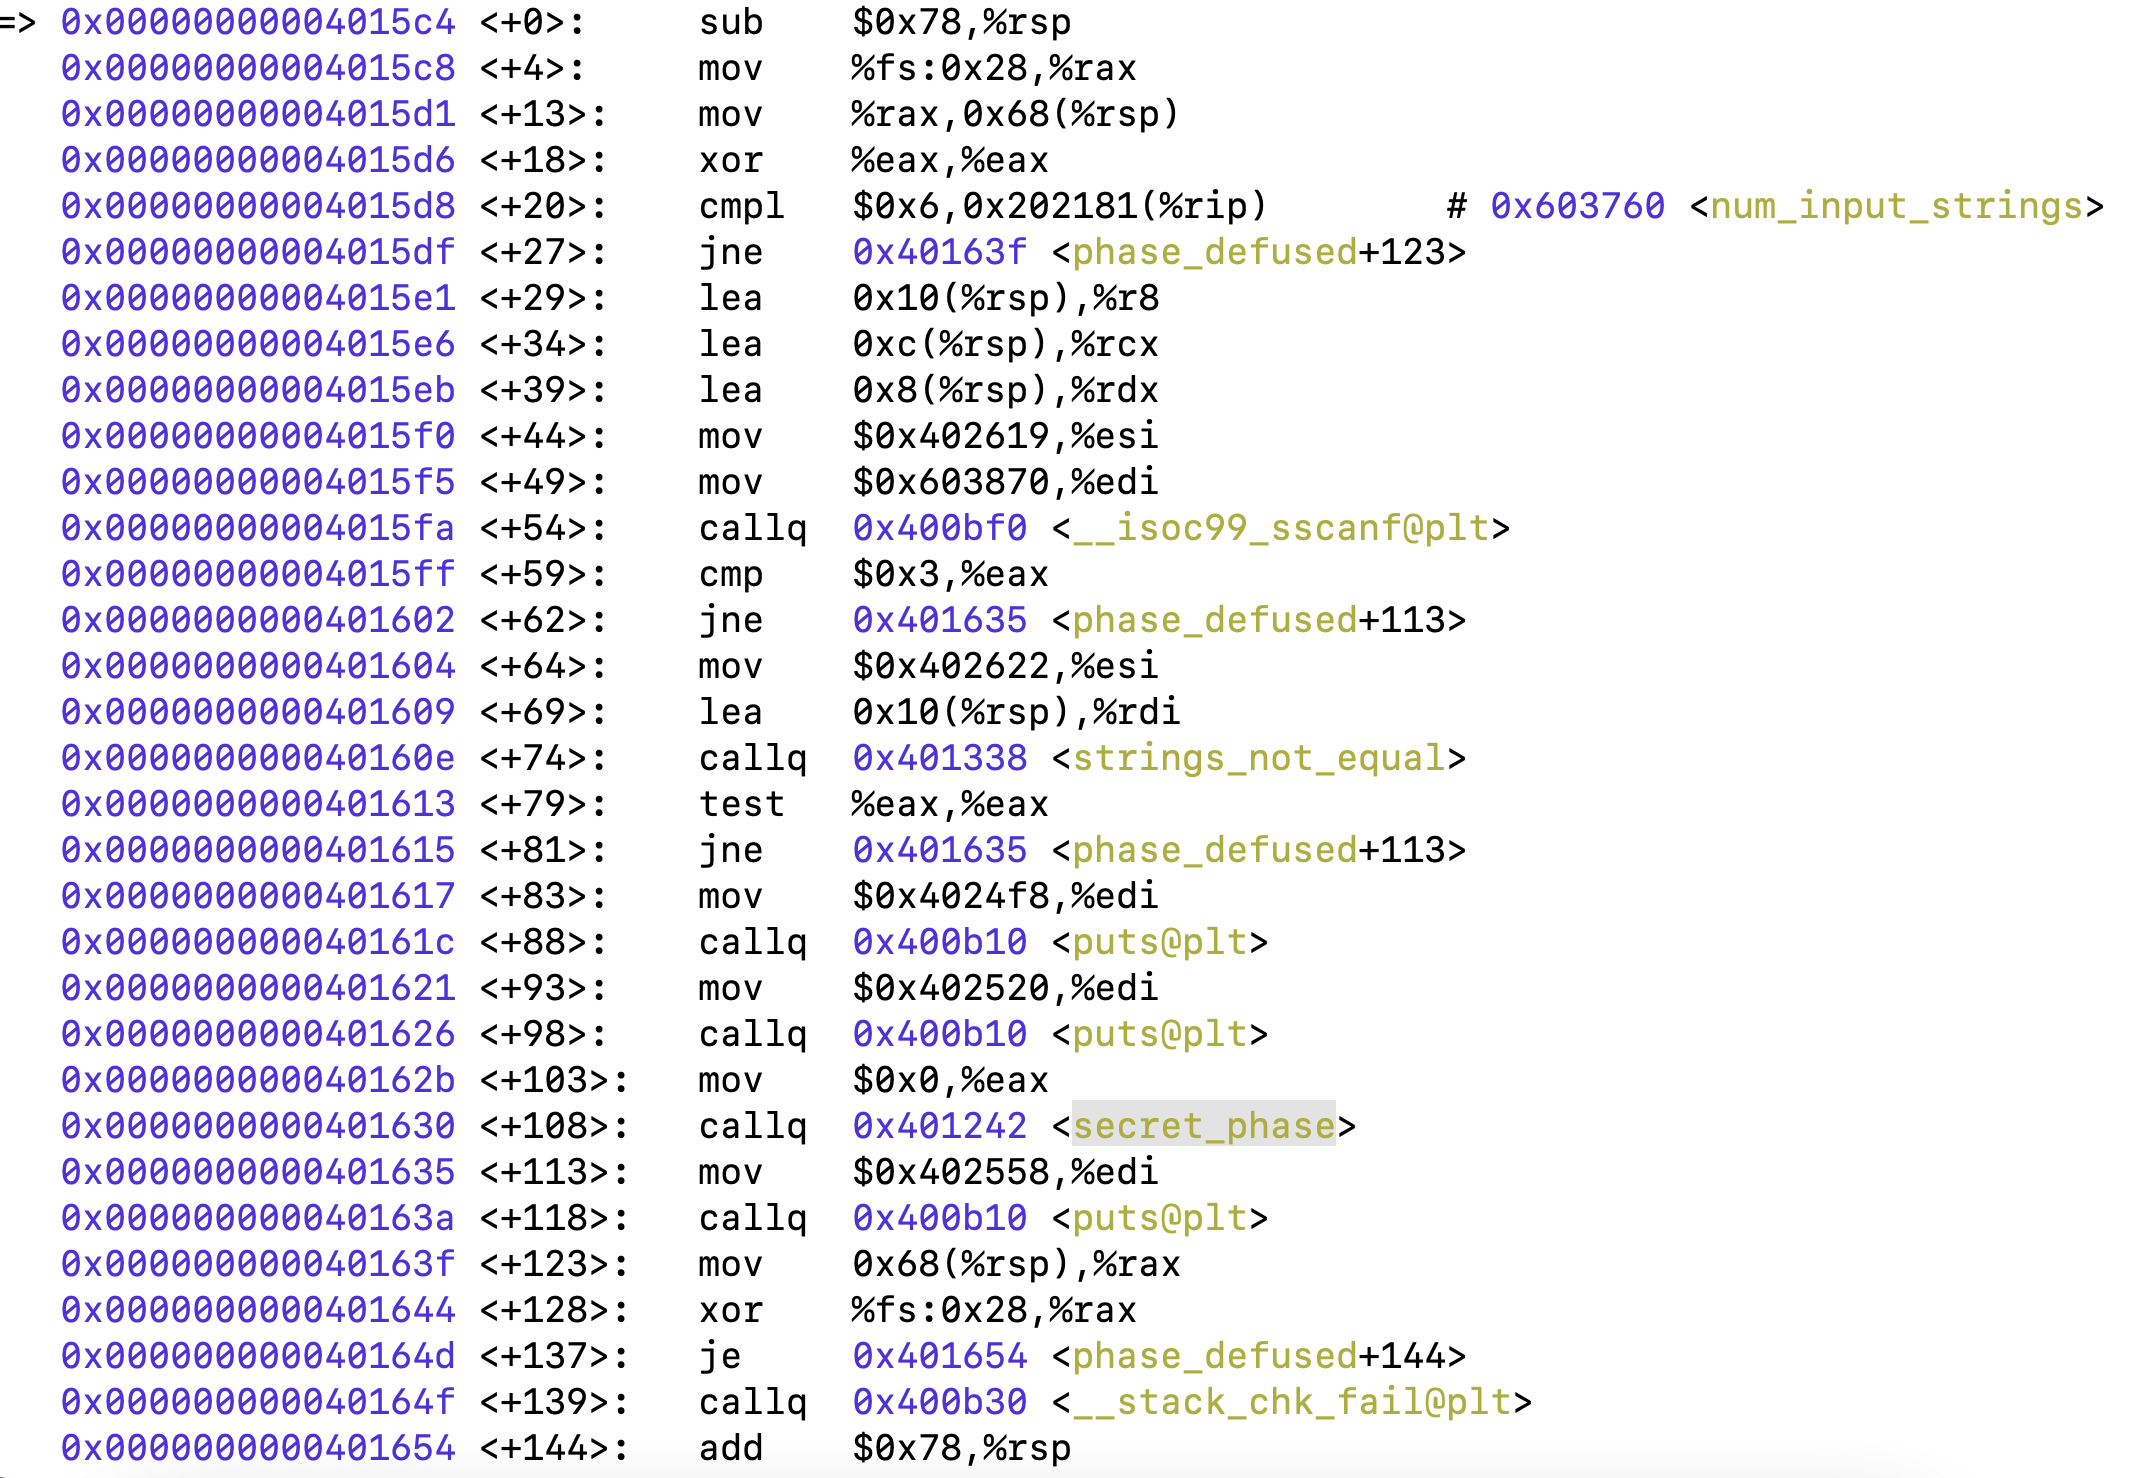 => 0x00000000004015c4 <+0>: sub $0x78,%rsp
0x00000000004015c8 <+4>: mov %fs:0x28,%rax
0x00000000004015d1 <+13>: mov %rax,0x68(%rsp)
0x00000000004015d6 <+18>: xor %eax,%eax
0x00000000004015d8 <+20>: cmpl $0x6,0x202181(%rip) # 0x603760 <num_input_strings>
0x00000000004015df <+27>: jne 0x40163f <phase_defused+123>
0x00000000004015e1 <+29>: lea 0x10(%rsp),%r8
0x00000000004015e6 <+34>: lea 0xc(%rsp),%rcx
0x00000000004015eb <+39>: lea 0x8(%rsp),%rdx
0x00000000004015f0 <+44>: mov $0x402619,%esi
0x00000000004015f5 <+49>: mov $0x603870,%edi
0x00000000004015fa <+54>: callq 0x400bf0 <__isoc99_sscanf@plt>
0x00000000004015ff <+59>: cmp $0x3,%eax
0x0000000000401602 <+62>: jne 0x401635 <phase_defused+113>
0x0000000000401604 <+64>: mov $0x402622,%esi
0x0000000000401609 <+69>: lea 0x10(%rsp),%rdi
0x000000000040160e <+74>: callq 0x401338 <strings_not_equal>
0x0000000000401613 <+79>: test %eax,%eax
0x0000000000401615 <+81>: jne 0x401635 <phase_defused+113>
0x0000000000401617 <+83>: mov $0x4024f8,%edi
0x000000000040161c <+88>: callq 0x400b10 <puts@plt>
0x0000000000401621 <+93>: mov $0x402520,%edi
0x0000000000401626 <+98>: callq 0x400b10 <puts@plt>
0x000000000040162b <+103>: mov $0x0,%eax
0x0000000000401630 <+108>: callq 0x401242 <secret_phase>
0x0000000000401635 <+113>: mov $0x402558,%edi
0x000000000040163a <+118>: callq 0x400b10 <puts@plt>
0x000000000040163f <+123>: mov 0x68(%rsp),%rax
0x0000000000401644 <+128>: xor %fs:0x28,%rax
0x000000000040164d <+137>: je 0x401654 <phase_defused+144>
0x000000000040164f <+139>: callq 0x400b30 <__stack_chk_fail@plt>
0x0000000000401654 <+144>: add $0x78,%rsp